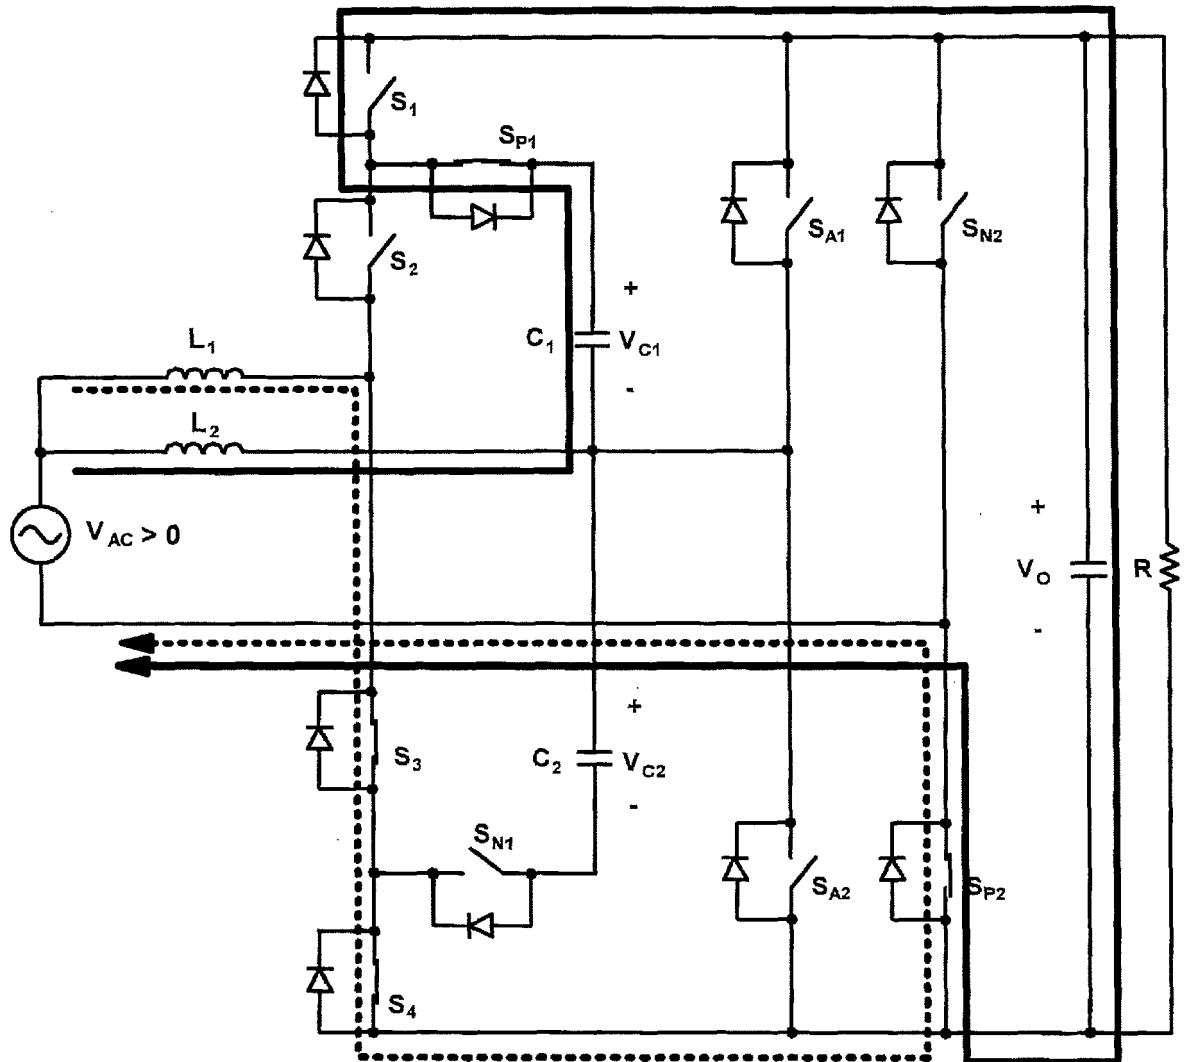 S1
SP1
S2
SA1
SN2
+
C1 VC1
-
L1
L2
VAC > 0
+
VO
-
R
+
S3
C2 VC2
-
SN1
SA2
SP2
S4